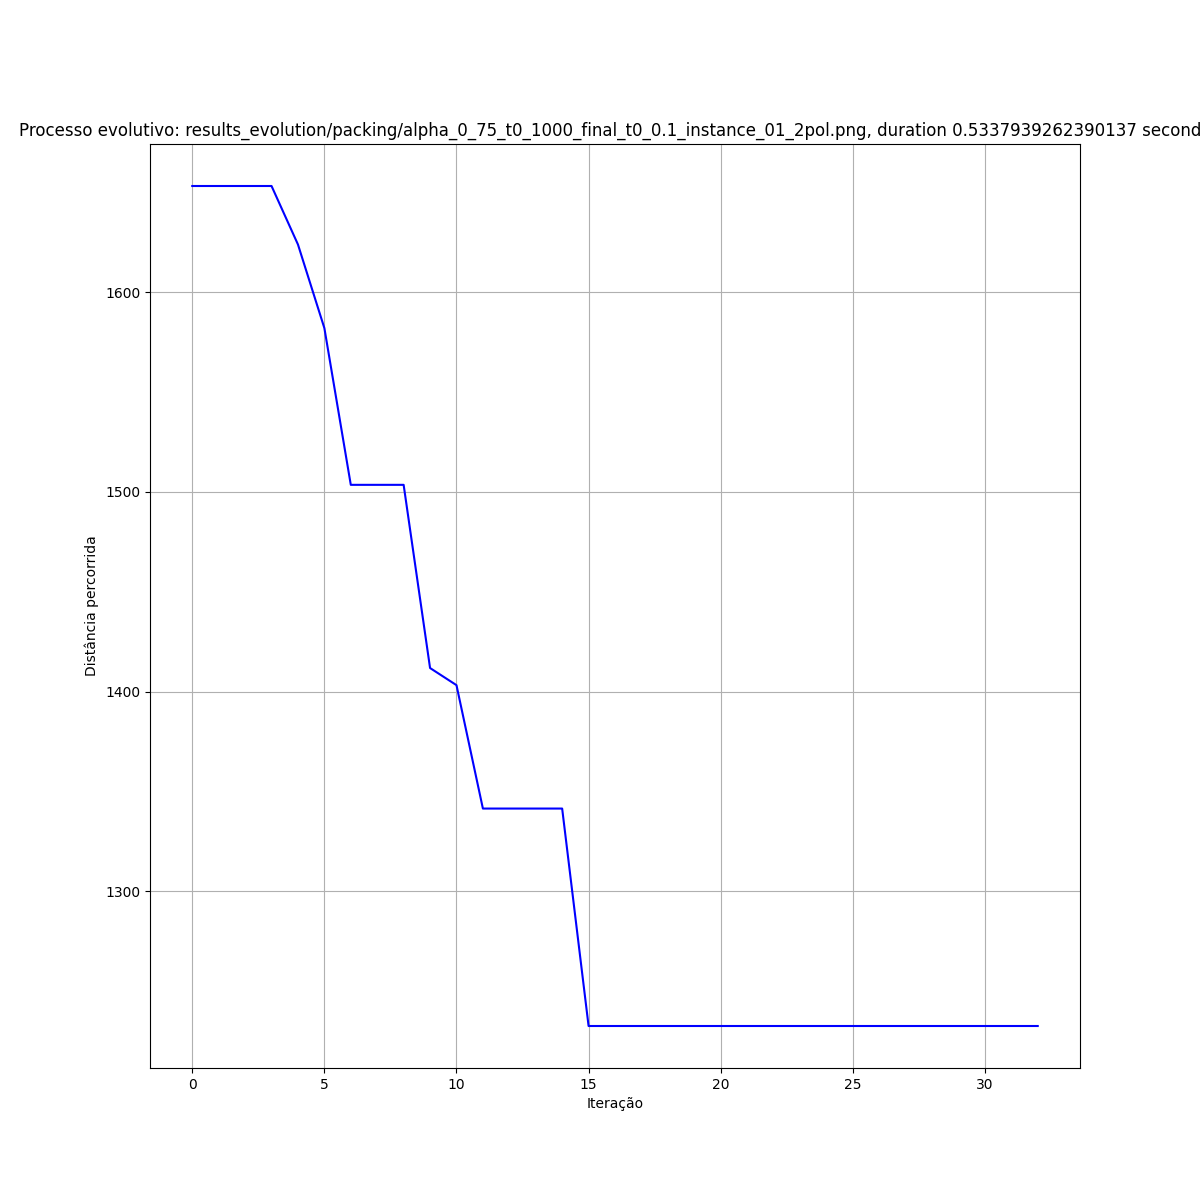 Processo evolutivo: results_evolution/packing/alpha_0_75_t0_1000_final_t0_0.1_instance_01_2pol.png, duration 0.5337939262390137 second
1600
1500
1400
1300
Distância percorrida
0 5 10 15 20 25 30
Iteração